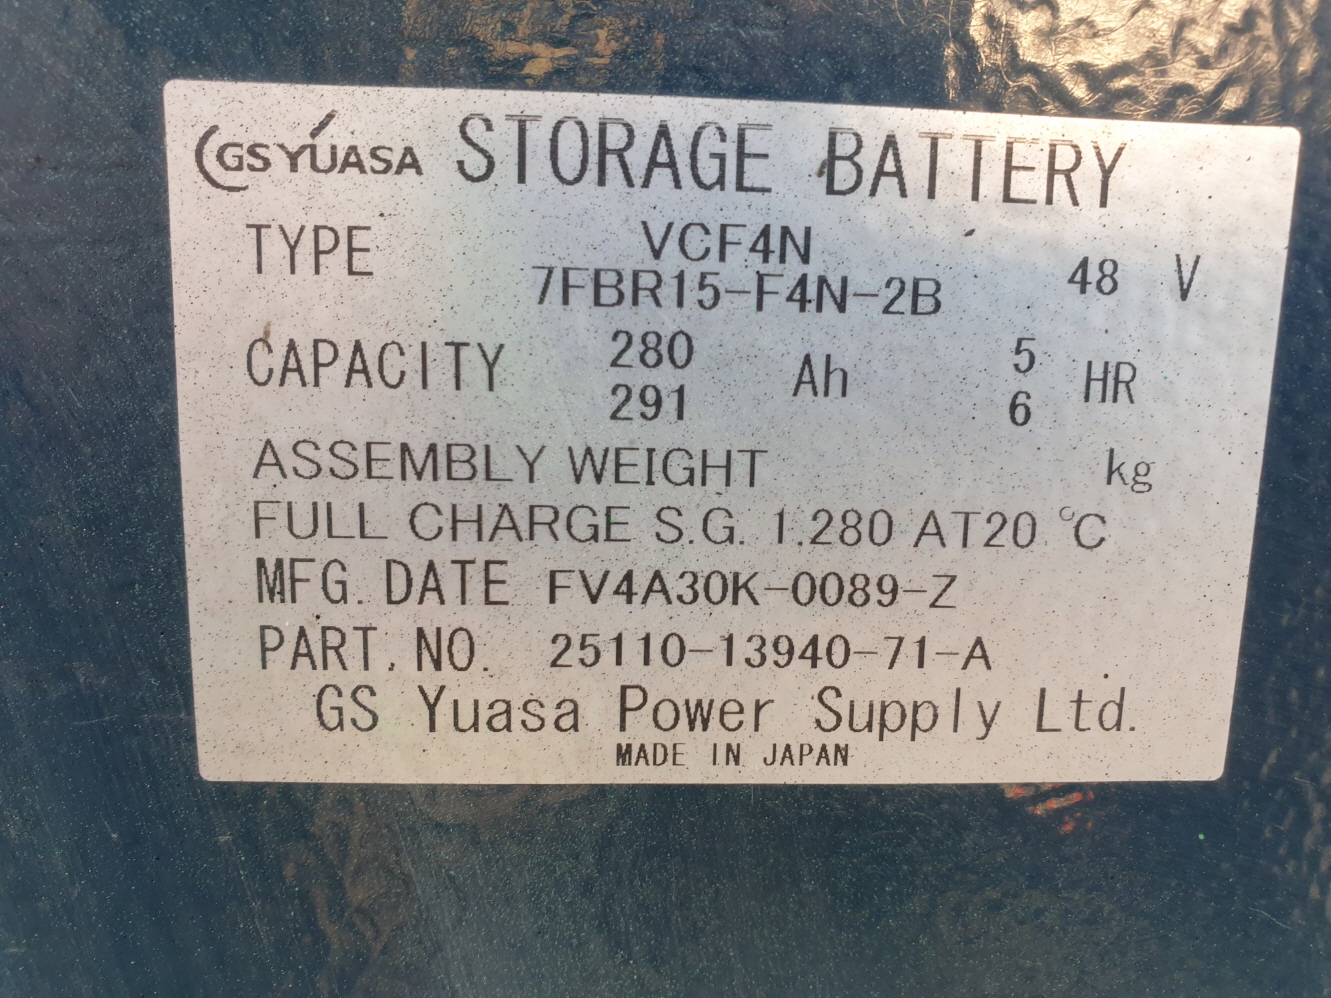 GS YUASA STORAGE BATTERY
TYPE VCF4N 48 V
7FBR15-F4N-2B
CAPACITY 280 Ah 5 HR
291 6
ASSEMBLY WEIGHT kg
FULL CHARGE S.G. 1.280 AT20 °C
MFG. DATE FV4A30K-0089-Z
PART. NO. 25110-13940-71-A
GS Yuasa Power Supply Ltd.
MADE IN JAPAN